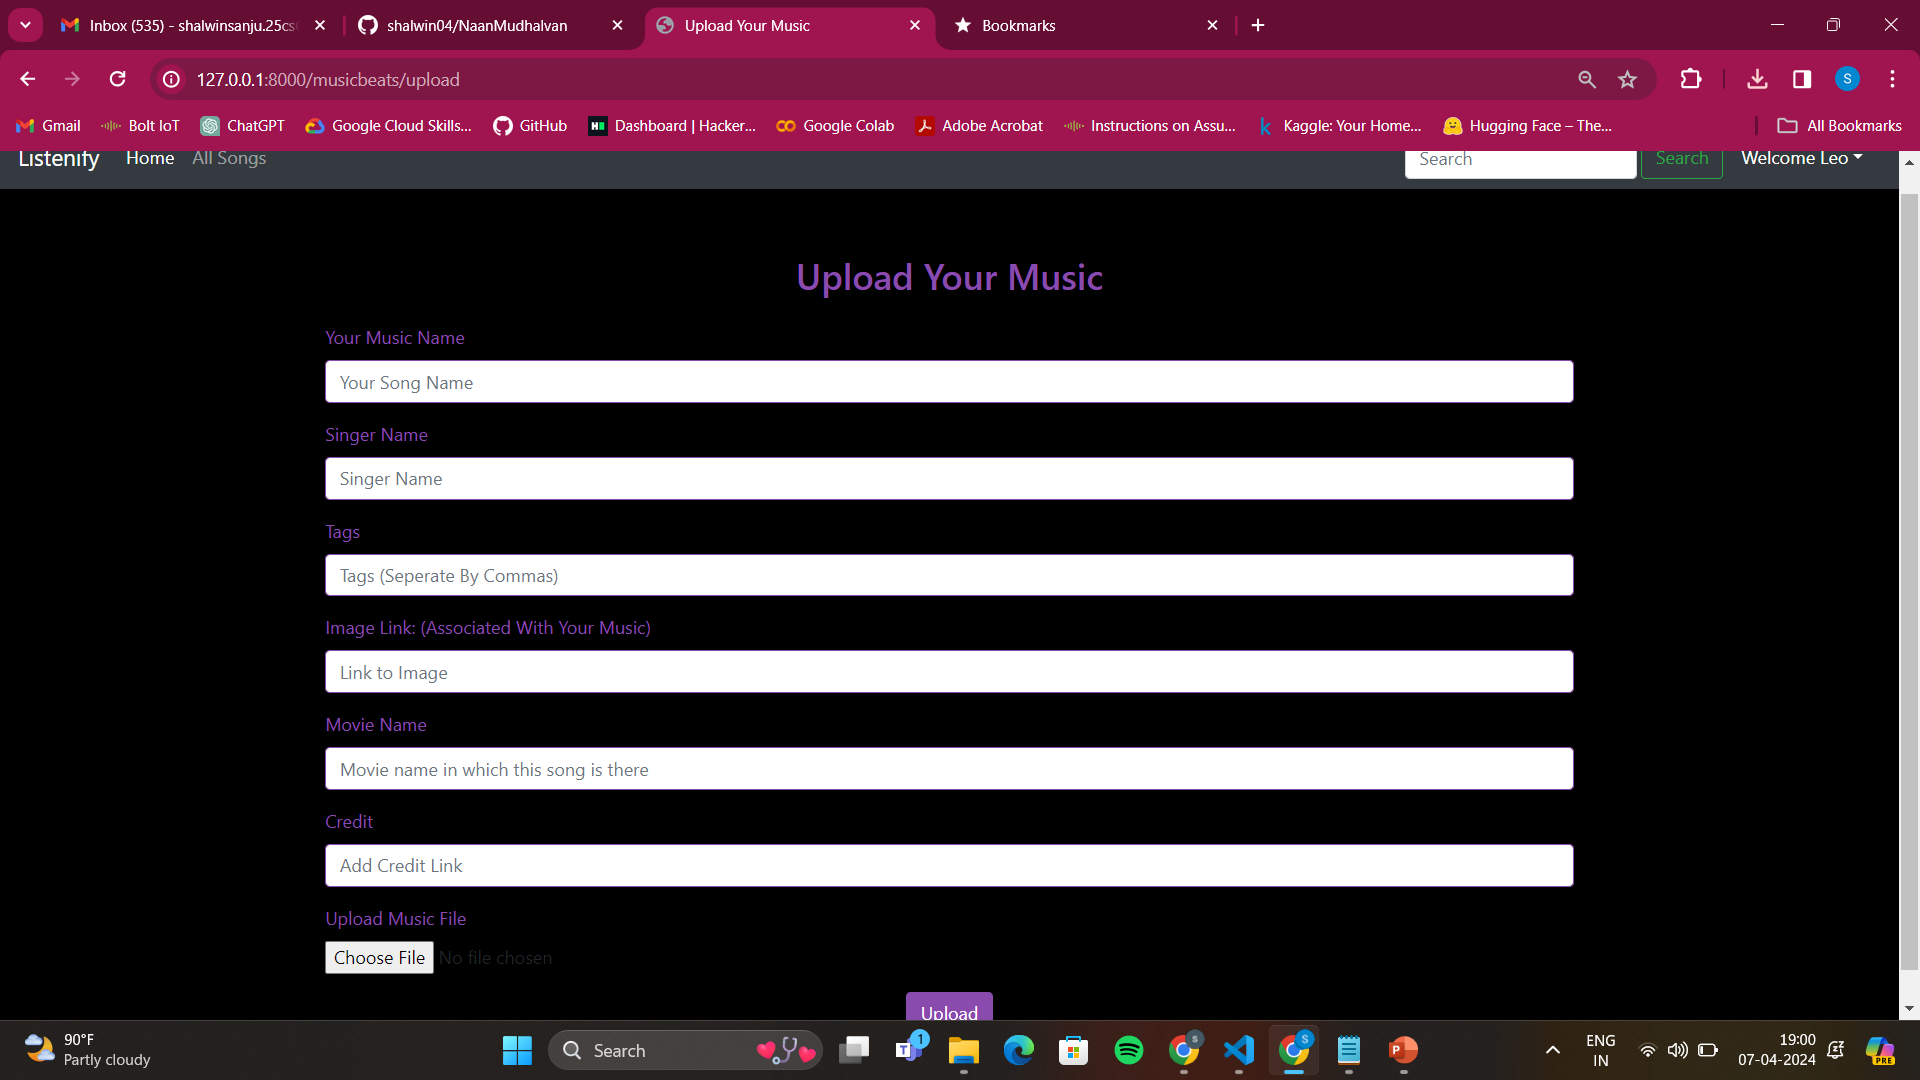 Inbox (535) - shalwinsanju.25cs
shalwin04/NaanMudhalvan
Upload Your Music
Bookmarks
127.0.0.1:8000/musicbeats/upload
S
Gmail
Bolt IoT
ChatGPT
Google Cloud Skills...
GitHub
Dashboard | Hacker...
Google Colab
Adobe Acrobat
Instructions on Assu...
Kaggle: Your Home...
Hugging Face – The...
All Bookmarks
Listenify
Home
All Songs
Search
Search
Welcome Leo
Upload Your Music
Your Music Name
Your Song Name
Singer Name
Singer Name
Tags
Tags (Seperate By Commas)
Image Link: (Associated With Your Music)
Link to Image
Movie Name
Movie name in which this song is there
Credit
Add Credit Link
Upload Music File
Choose File No file chosen
Upload
90°F
Partly cloudy
Search
1
ENG
IN
19:00
07-04-2024
PRE